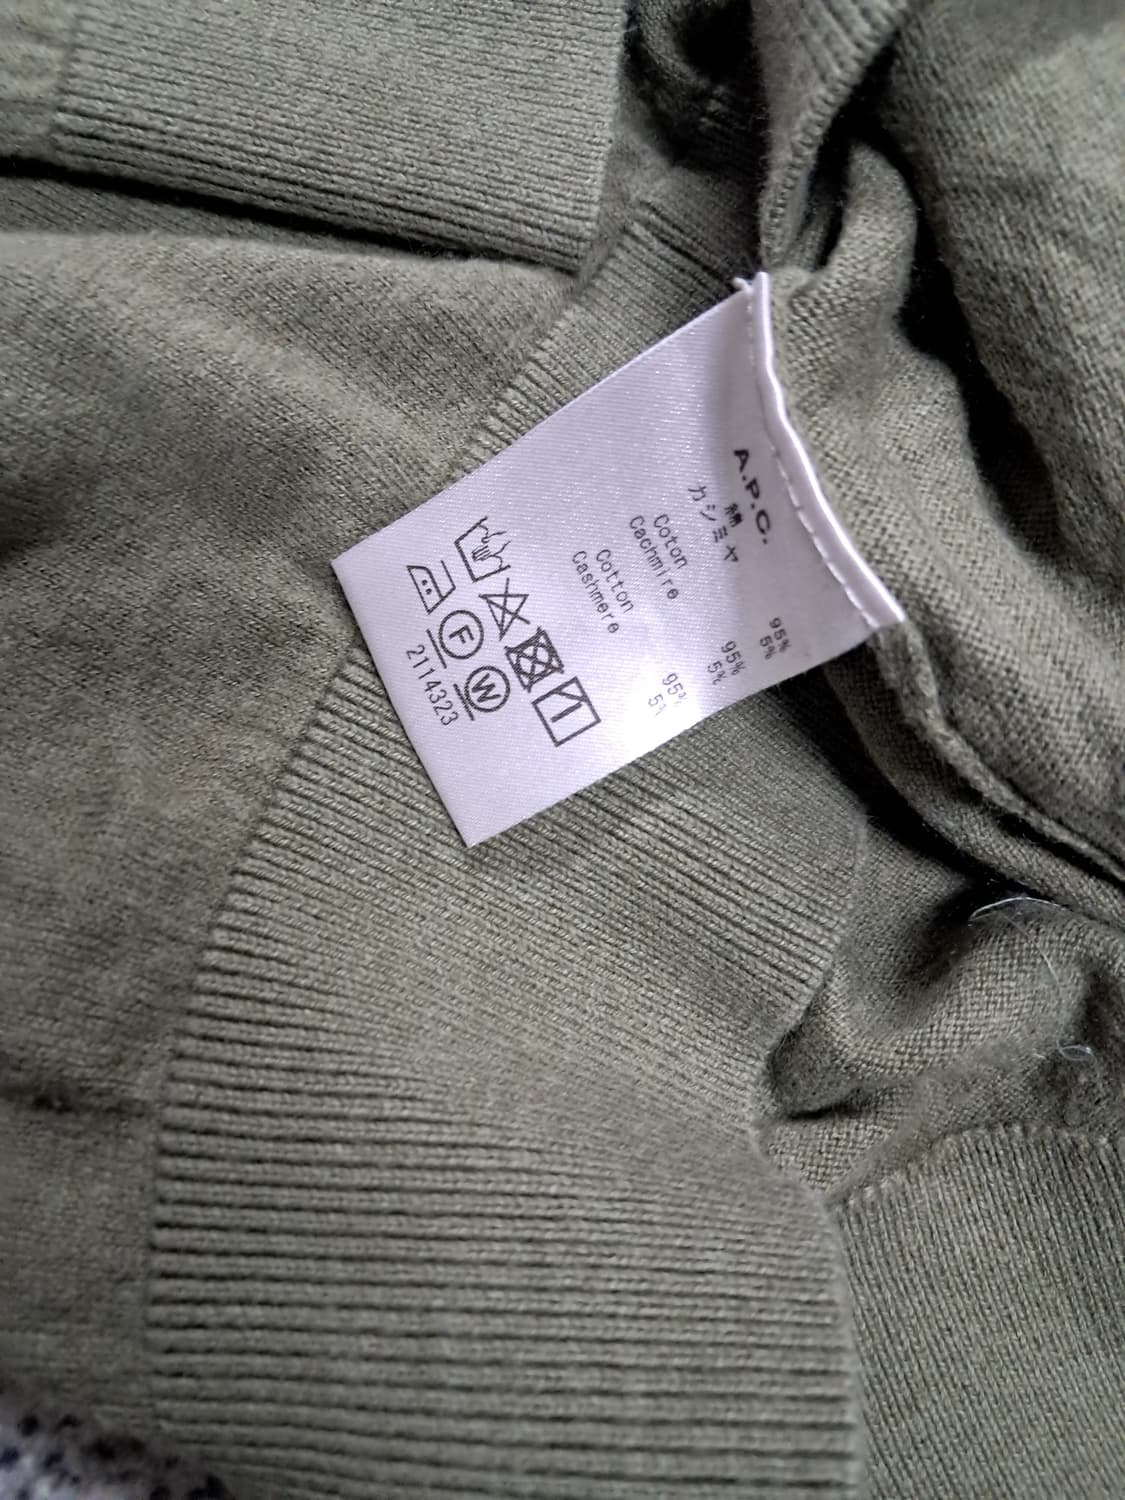 A.P.C.
綿 95%
カシミヤ 5%
Coton 95%
Cachmire 5%
Cotton 95%
Cashmere 5%
F W
2114323